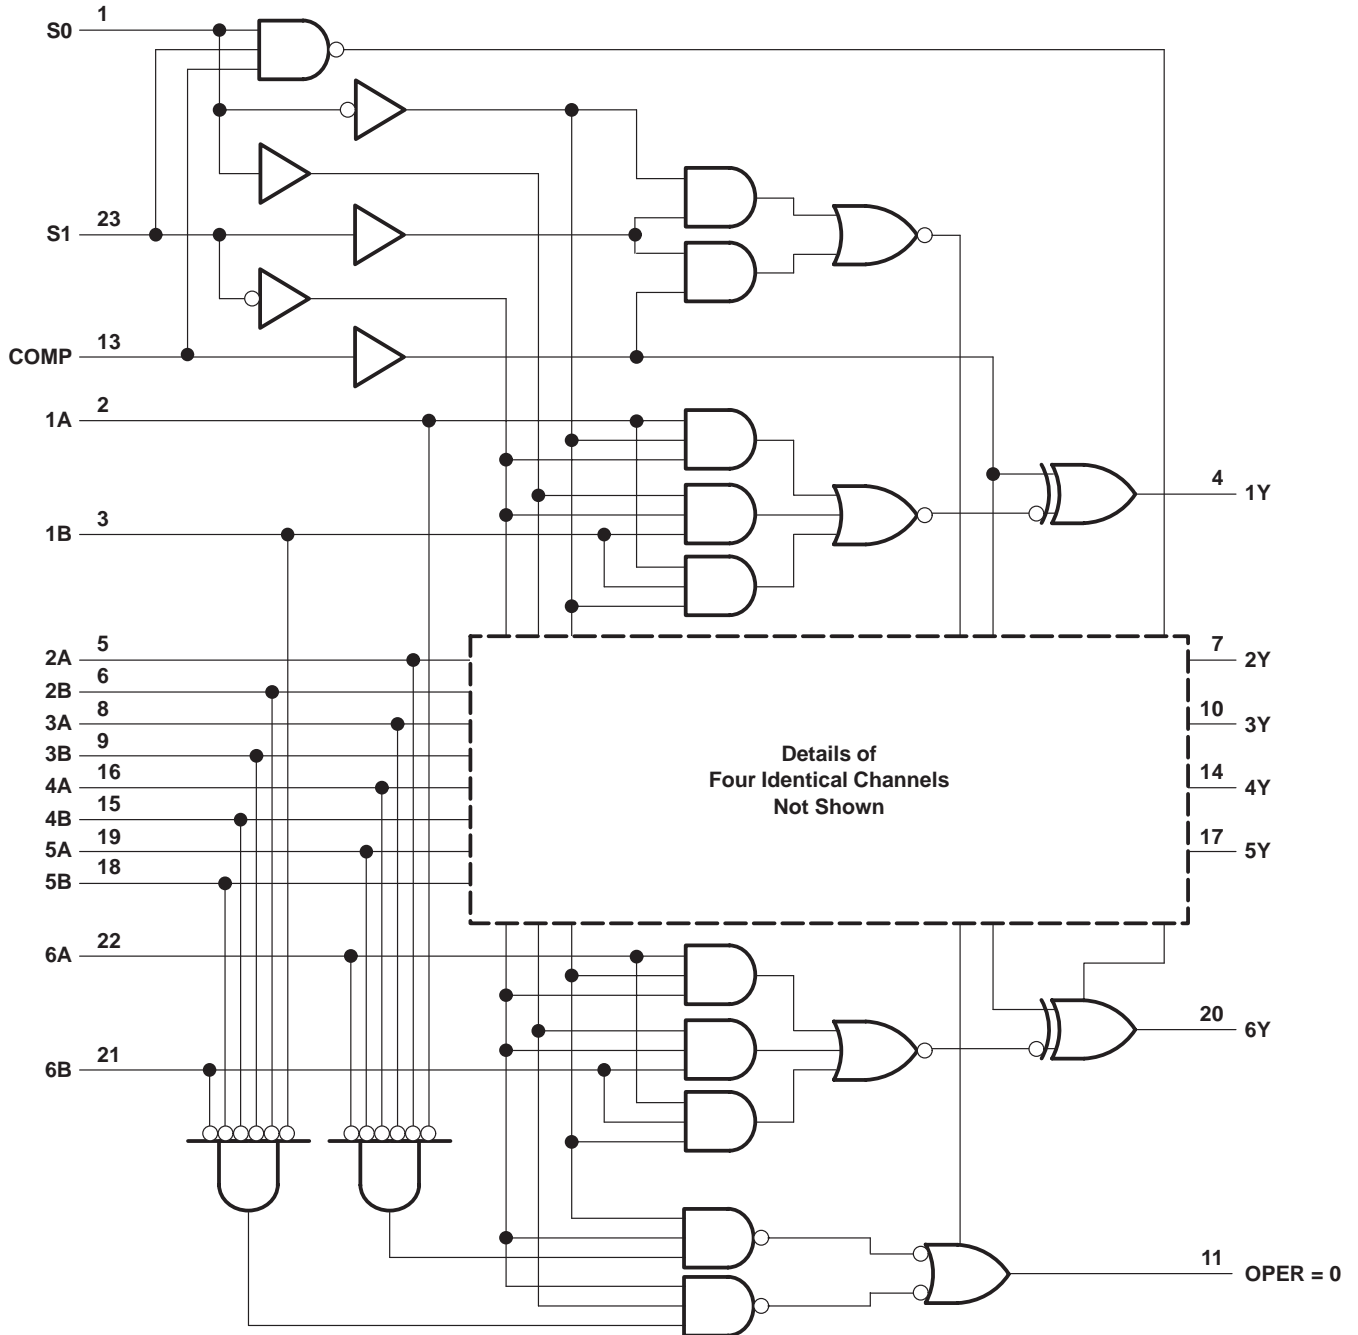 S0 1
S1 23
COMP 13
1A 2
4 1Y
1B 3
2A 5
7 2Y
2B 6
3A 8
10 3Y
3B 9
Details of
Four Identical Channels
Not Shown
4A 16
14 4Y
4B 15
5A 19
17 5Y
5B 18
6A 22
20 6Y
6B 21
11 OPER = 0